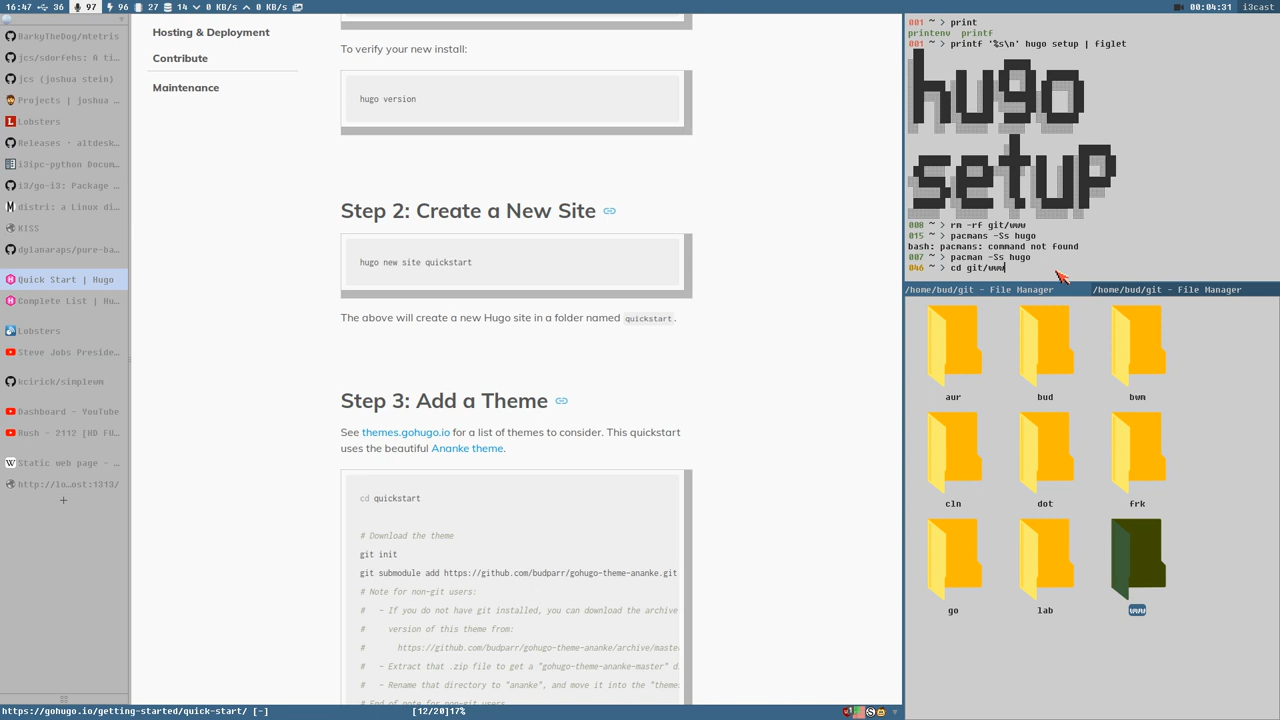 16:47 36 97 96 27 14 0 KB/s 0 KB/s 00:04:31 i3cast
BarkyTheDog/mtetris
jcs/sdorfehs: A ti…
jcs (joshua stein)
Projects | joshua …
Lobsters
Releases · altdesk…
i3ipc-python Docum…
i3/go-i3: Package …
distri: a Linux di…
KISS
dylanaraps/pure-ba…
Quick Start | Hugo
Complete List | Hu…
Lobsters
Steve Jobs Preside…
kcirick/simplewm
Dashboard - YouTube
Rush - 2112 [HD FU…
Static web page - …
http://lo…ost:1313/
Hosting & Deployment
Contribute
Maintenance
To verify your new install:
hugo version
Step 2: Create a New Site
hugo new site quickstart
The above will create a new Hugo site in a folder named quickstart.
Step 3: Add a Theme
See themes.gohugo.io for a list of themes to consider. This quickstart
uses the beautiful Ananke theme.
cd quickstart
# Download the theme
git init
git submodule add https://github.com/budparr/gohugo-theme-ananke.git
# Note for non-git users:
#   - If you do not have git installed, you can download the archive
#     version of this theme from:
#       https://github.com/budparr/gohugo-theme-ananke/archive/maste
#   - Extract that .zip file to get a "gohugo-theme-ananke-master" d
#   - Rename that directory to "ananke", and move it into the "theme
# End of note for non-git users
https://gohugo.io/getting-started/quick-start/ [-] [12/20]17%
001 ~ > print
printenv printf
001 ~ > printf '%s\n' hugo setup | figlet
hugo
setup
008 ~ > rm -rf git/www
015 ~ > pacmans -Ss hugo
bash: pacmans: command not found
007 ~ > pacman -Ss hugo
046 ~ > cd git/www
/home/bud/git - File Manager /home/bud/git - File Manager
aur bud bwm
cln dot frk
go lab www